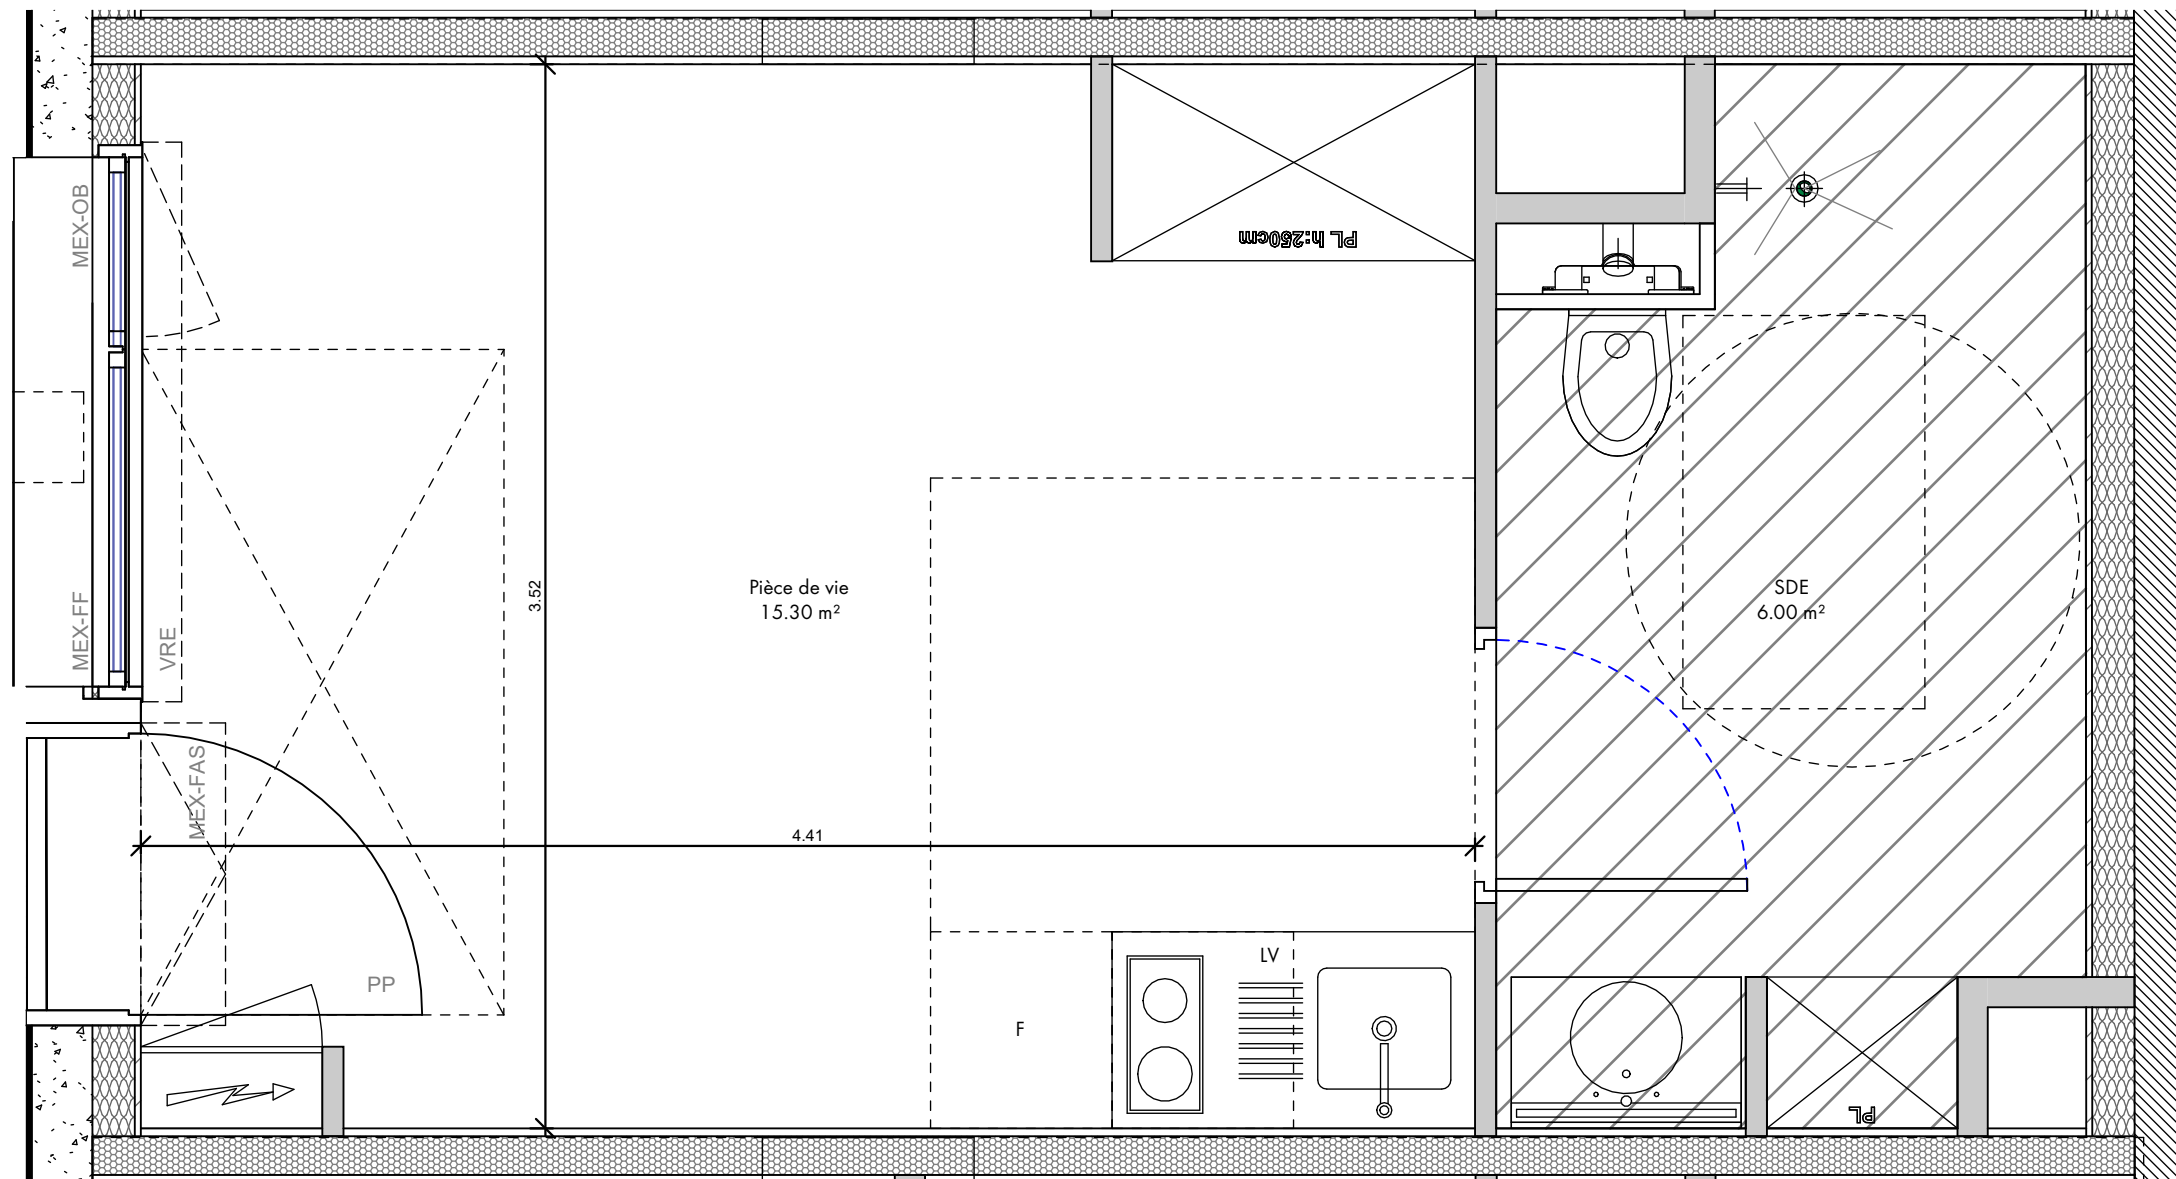 PL h:250cm
MEX-OB
MEX-FF
VRE
3.52
Pièce de vie
15.30 m²
SDE
6.00 m²
MEX-FAS
4.41
PP
LV
F
PL